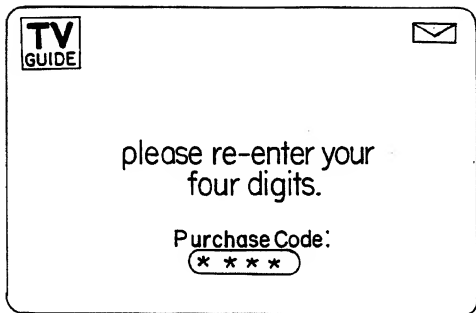 TV
GUIDE
please re-enter your
four digits.
Purchase Code:
* * * *